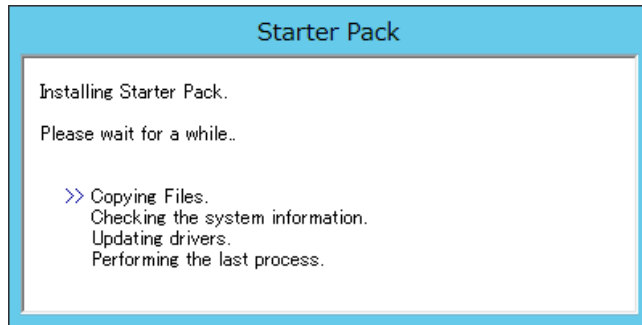 Starter Pack
Installing Starter Pack.
Please wait for a while..
>> Copying Files.
Checking the system information.
Updating drivers.
Performing the last process.